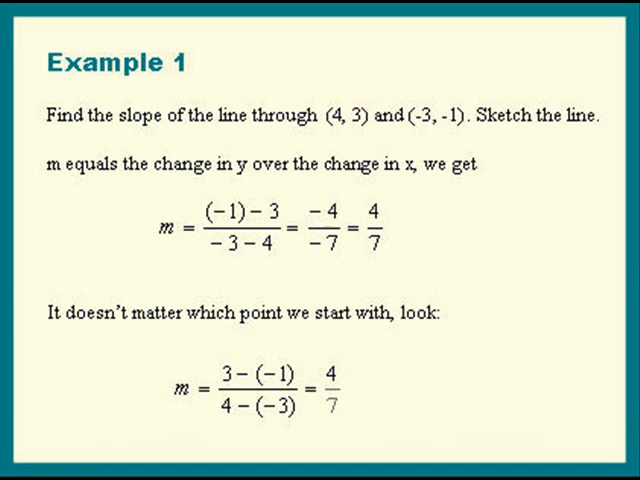 Example 1
Find the slope of the line through (4, 3) and (-3, -1). Sketch the line.
m equals the change in y over the change in x, we get
m = (−1) − 3 / − 3 − 4 = − 4 / − 7 = 4 / 7
It doesn't matter which point we start with, look:
m = 3 − (−1) / 4 − (−3) = 4 / 7